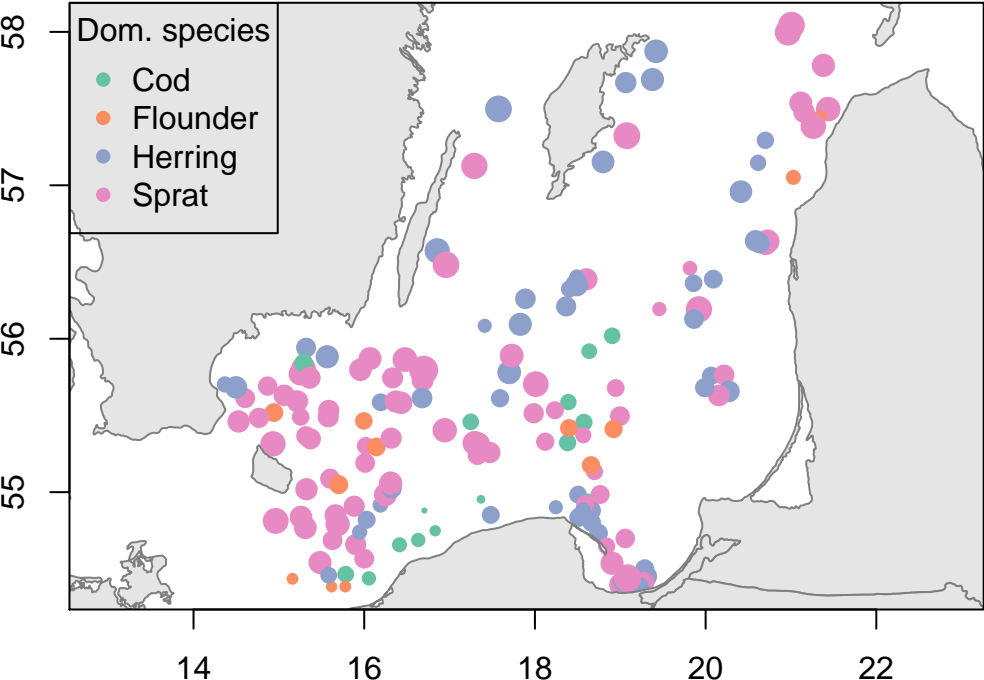 Dom. species
Cod
Flounder
Herring
Sprat
58
57
56
55
14 16 18 20 22